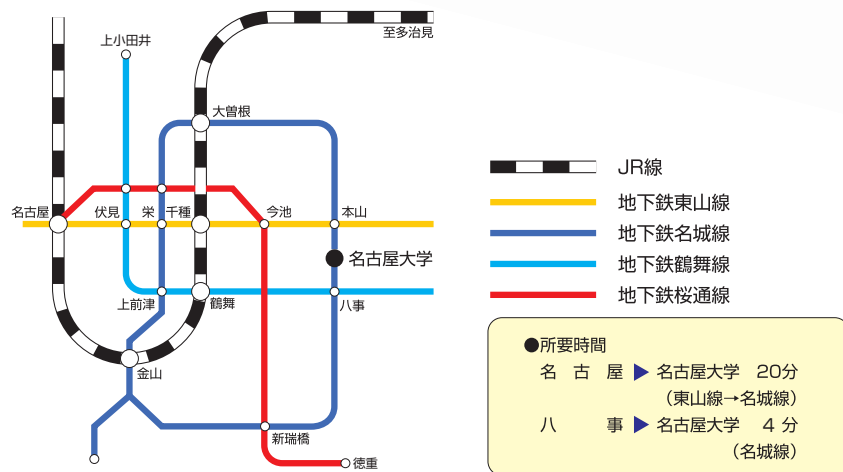 至多治見
上小田井
大曽根
名古屋
伏見
栄
千種
今池
本山
名古屋大学
上前津
鶴舞
八事
金山
新瑞橋
徳重
JR線
地下鉄東山線
地下鉄名城線
地下鉄鶴舞線
地下鉄桜通線
●所要時間
名古屋▶名古屋大学 20分
（東山線→名城線）
八事▶名古屋大学 4分
（名城線）